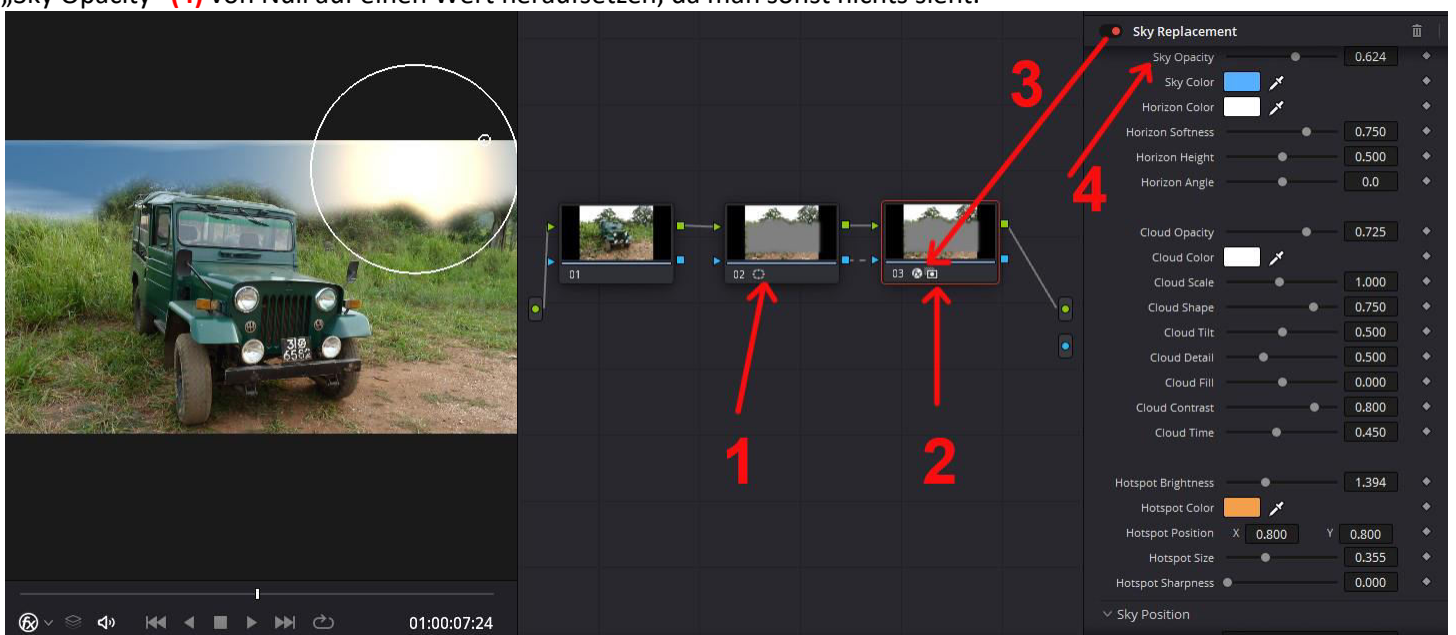 „Sky Opacity“ (4) von Null auf einen Wert heraufsetzen, da man sonst nichts sieht.
Sky Replacement
Sky Opacity 0.624
Sky Color
Horizon Color
Horizon Softness 0.750
Horizon Height 0.500
Horizon Angle 0.0
Cloud Opacity 0.725
Cloud Color
Cloud Scale 1.000
Cloud Shape 0.750
Cloud Tilt 0.500
Cloud Detail 0.500
Cloud Fill 0.000
Cloud Contrast 0.800
Cloud Time 0.450
Hotspot Brightness 1.394
Hotspot Color
Hotspot Position X 0.800 Y 0.800
Hotspot Size 0.355
Hotspot Sharpness 0.000
Sky Position
3
4
01
02
03
1
2
fx
01:00:07:24